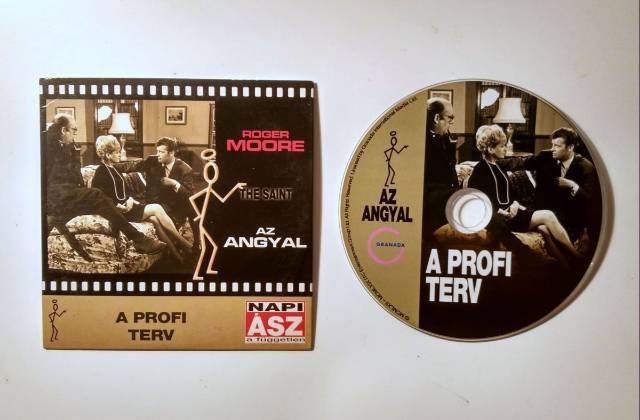 ROGER
MOORE
THE SAINT
AZ
ANGYAL
A PROFI
TERV
NAPI
ÁSZ
a független
AZ
ANGYAL
GRANADA
A PROFI
TERV